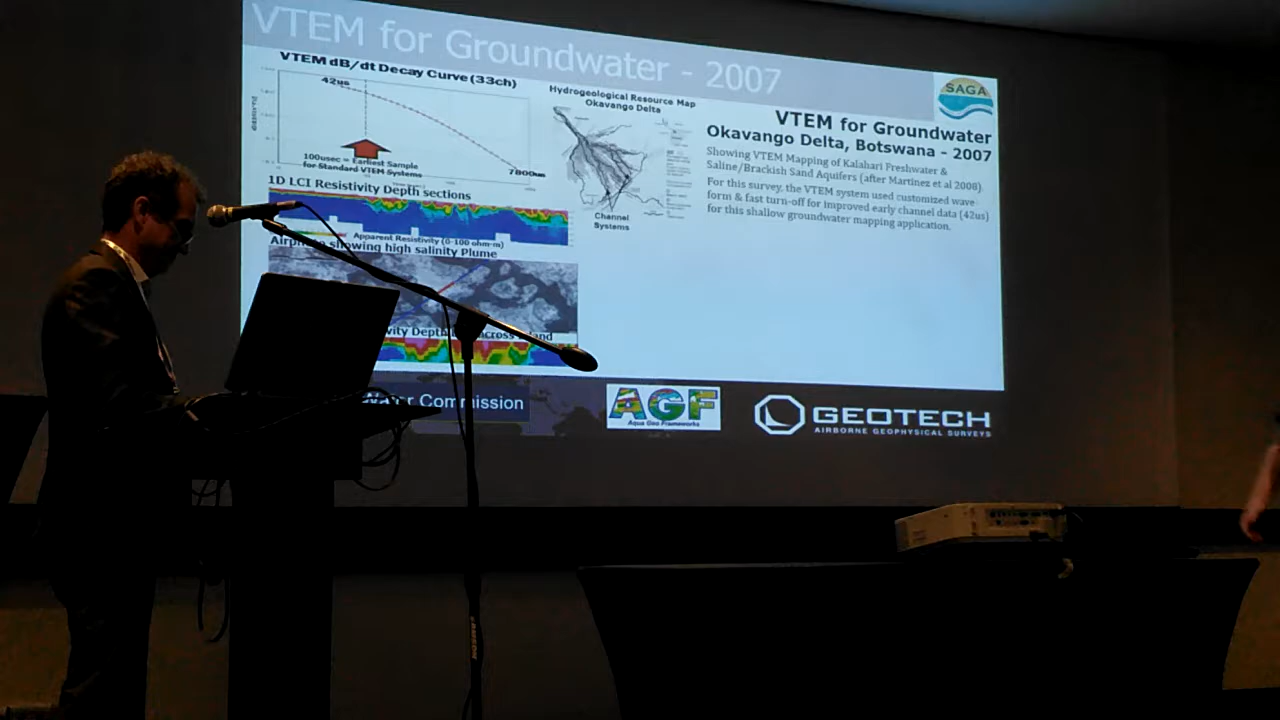 VTEM for Groundwater - 2007
VTEM dB/dt Decay Curve (33ch)
42us
100usec = Earliest Sample
for Standard VTEM Systems
7800us
1D LCI Resistivity Depth sections
Apparent Resistivity (0-100 ohm-m)
showing high salinity Plume
Depth
Hydrogeological Resource Map
Okavango Delta
Channel
Systems
SAGA
VTEM for Groundwater
Okavango Delta, Botswana - 2007
Showing VTEM Mapping of Kalahari Freshwater &
Saline/Brackish Sand Aquifers (after Martinez et al 2008).
For this survey, the VTEM system used customized wave
form & fast turn-off for improved early channel data (42us)
for this shallow groundwater mapping application.
Commission
AGF
Aqua Geo Frameworks
GEOTECH
AIRBORNE GEOPHYSICAL SURVEYS